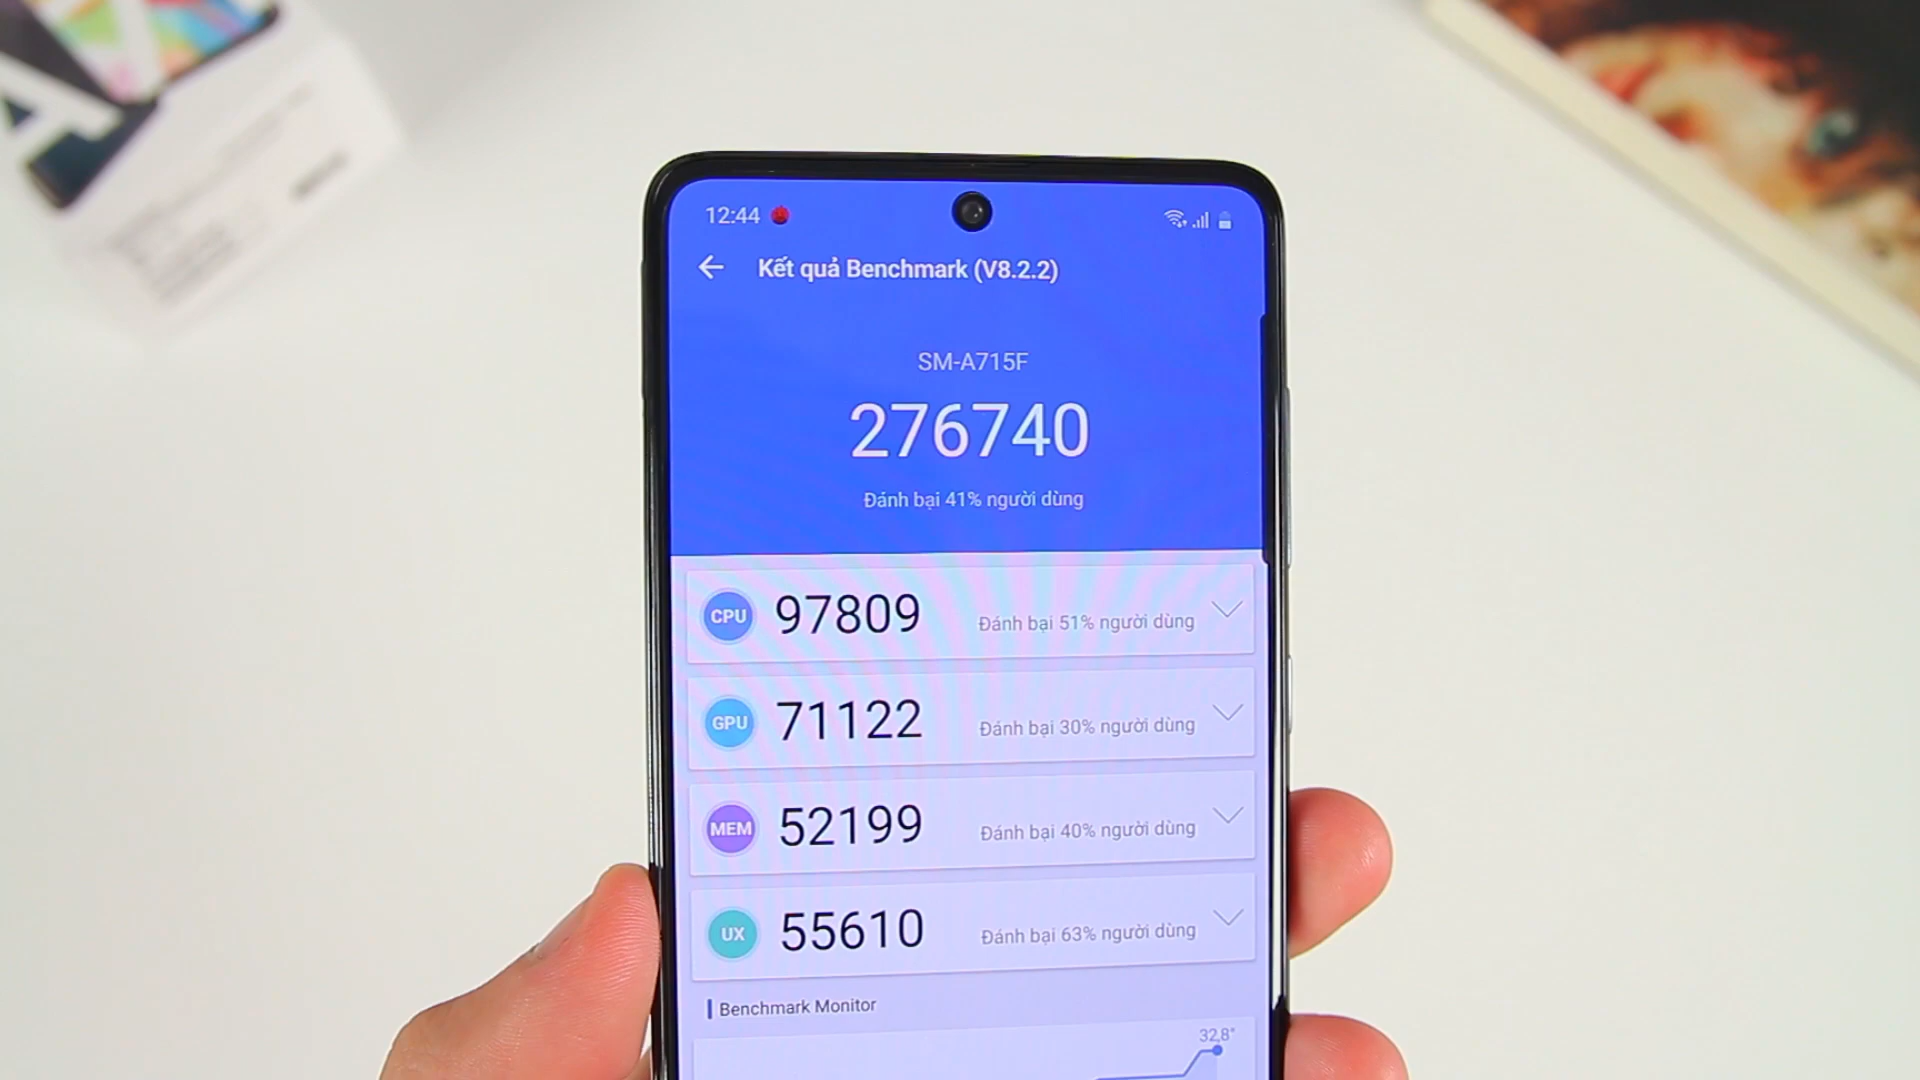 12:44
Kết quả Benchmark (V8.2.2)
SM-A715F
276740
Đánh bại 41% người dùng
CPU 97809 Đánh bại 51% người dùng
GPU 71122 Đánh bại 30% người dùng
MEM 52199 Đánh bại 40% người dùng
UX 55610 Đánh bại 63% người dùng
Benchmark Monitor
32,8°